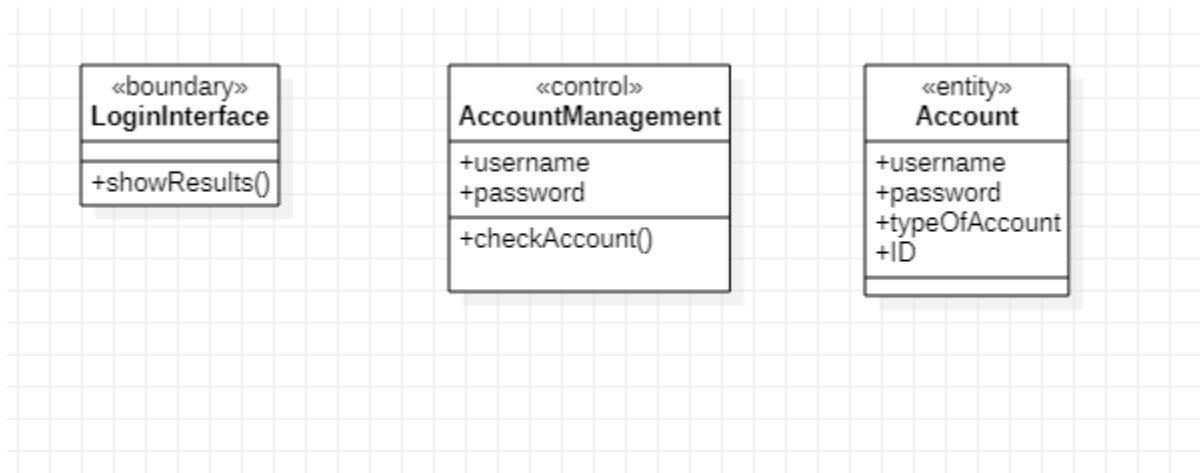 «boundary»
LoginInterface
+showResults()
«control»
AccountManagement
+username
+password
+checkAccount()
«entity»
Account
+username
+password
+typeOfAccount
+ID